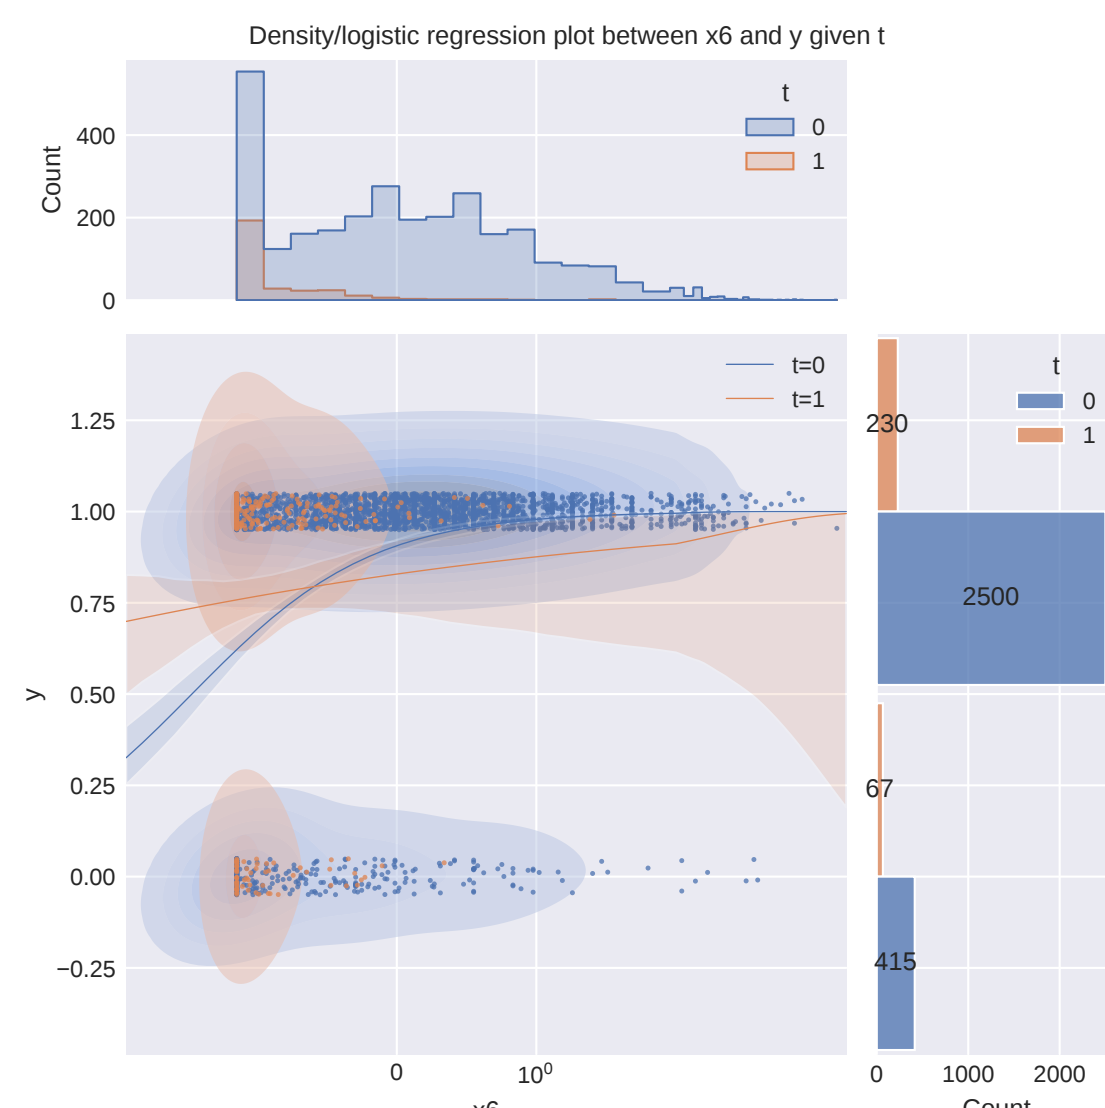 Density/logistic regression plot between x6 and y given t
t
0
1
Count
400
200
0
t=0
t=1
y
1.25
1.00
0.75
0.50
0.25
0.00
−0.25
0
10⁰
x6
t
0
1
230
2500
67
415
0
1000
2000
Count